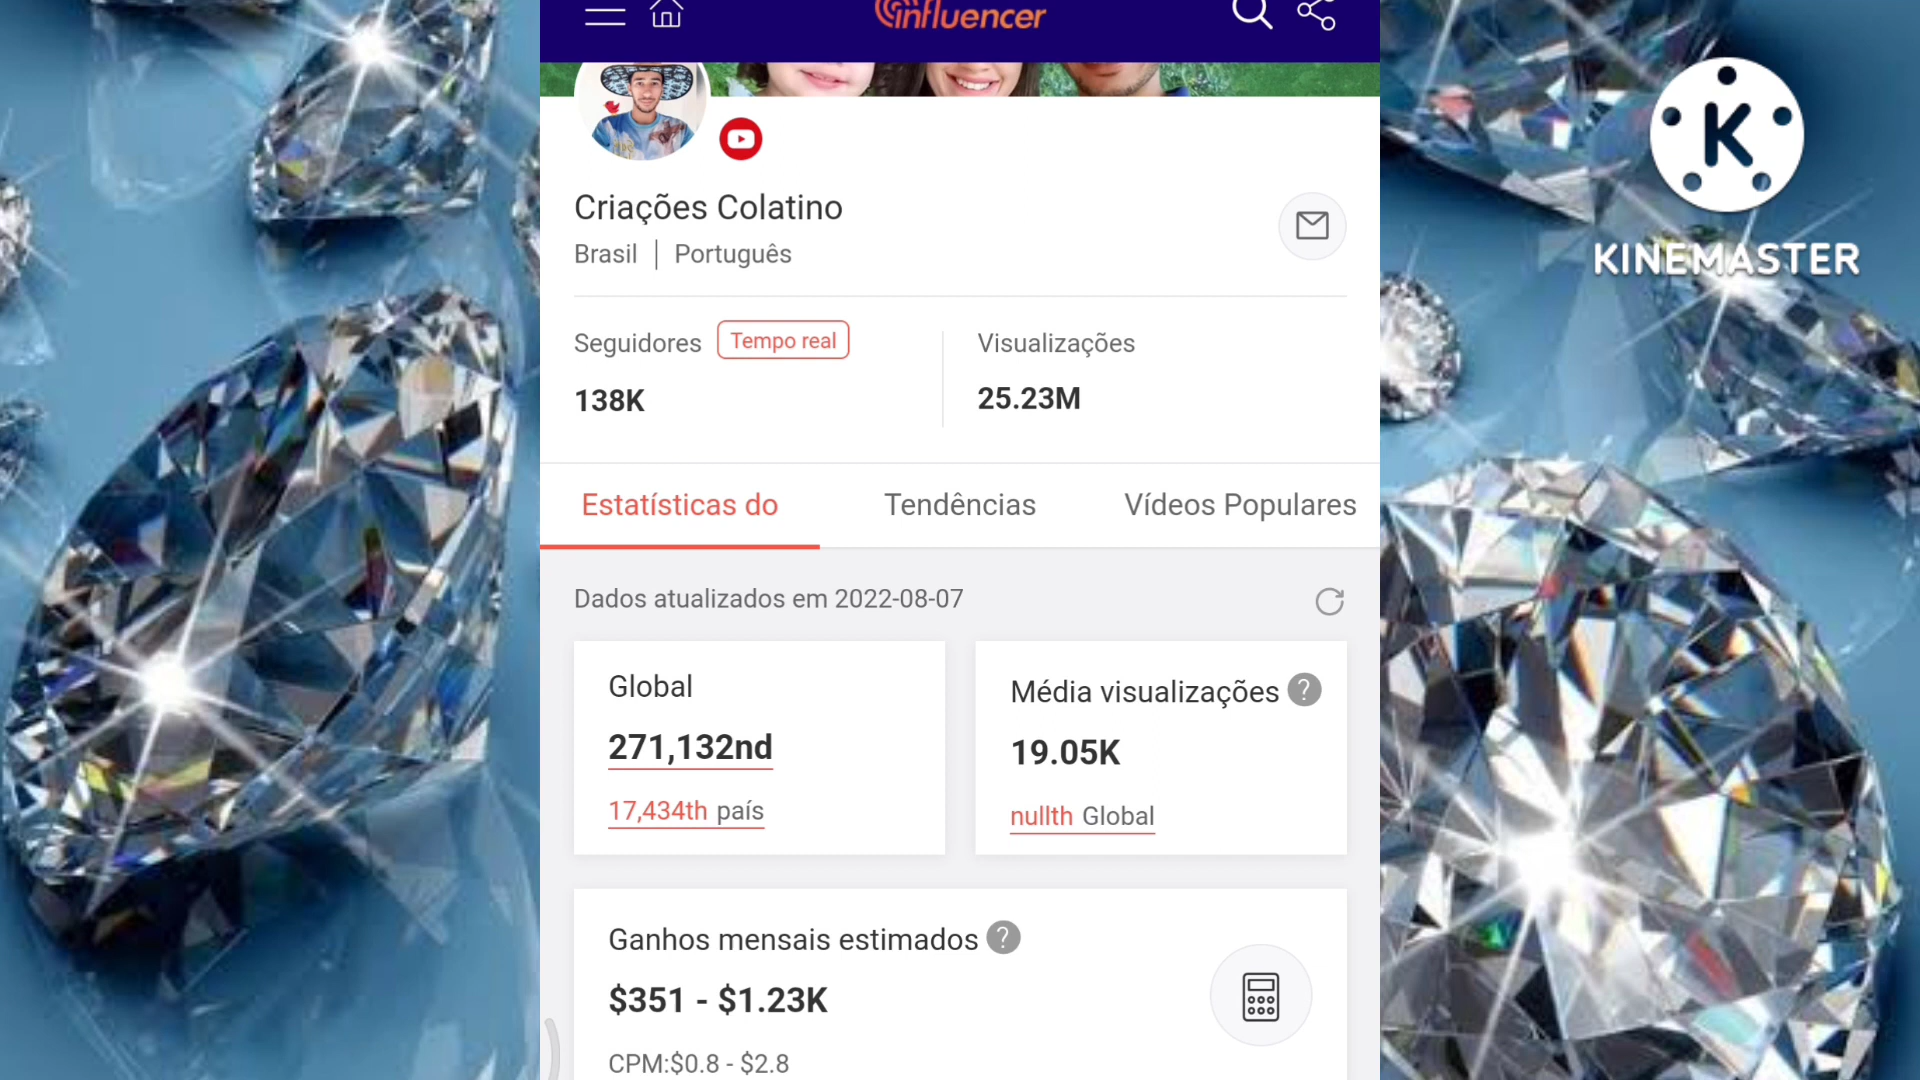 influencer
Criações Colatino
Brasil | Português
Seguidores Tempo real
138K
Visualizações
25.23M
Estatísticas do
Tendências
Vídeos Populares
Dados atualizados em 2022-08-07
Global
271,132nd
17,434th país
Média visualizações ?
19.05K
nullth Global
Ganhos mensais estimados ?
$351 - $1.23K
CPM:$0.8 - $2.8
K
KINEMASTER